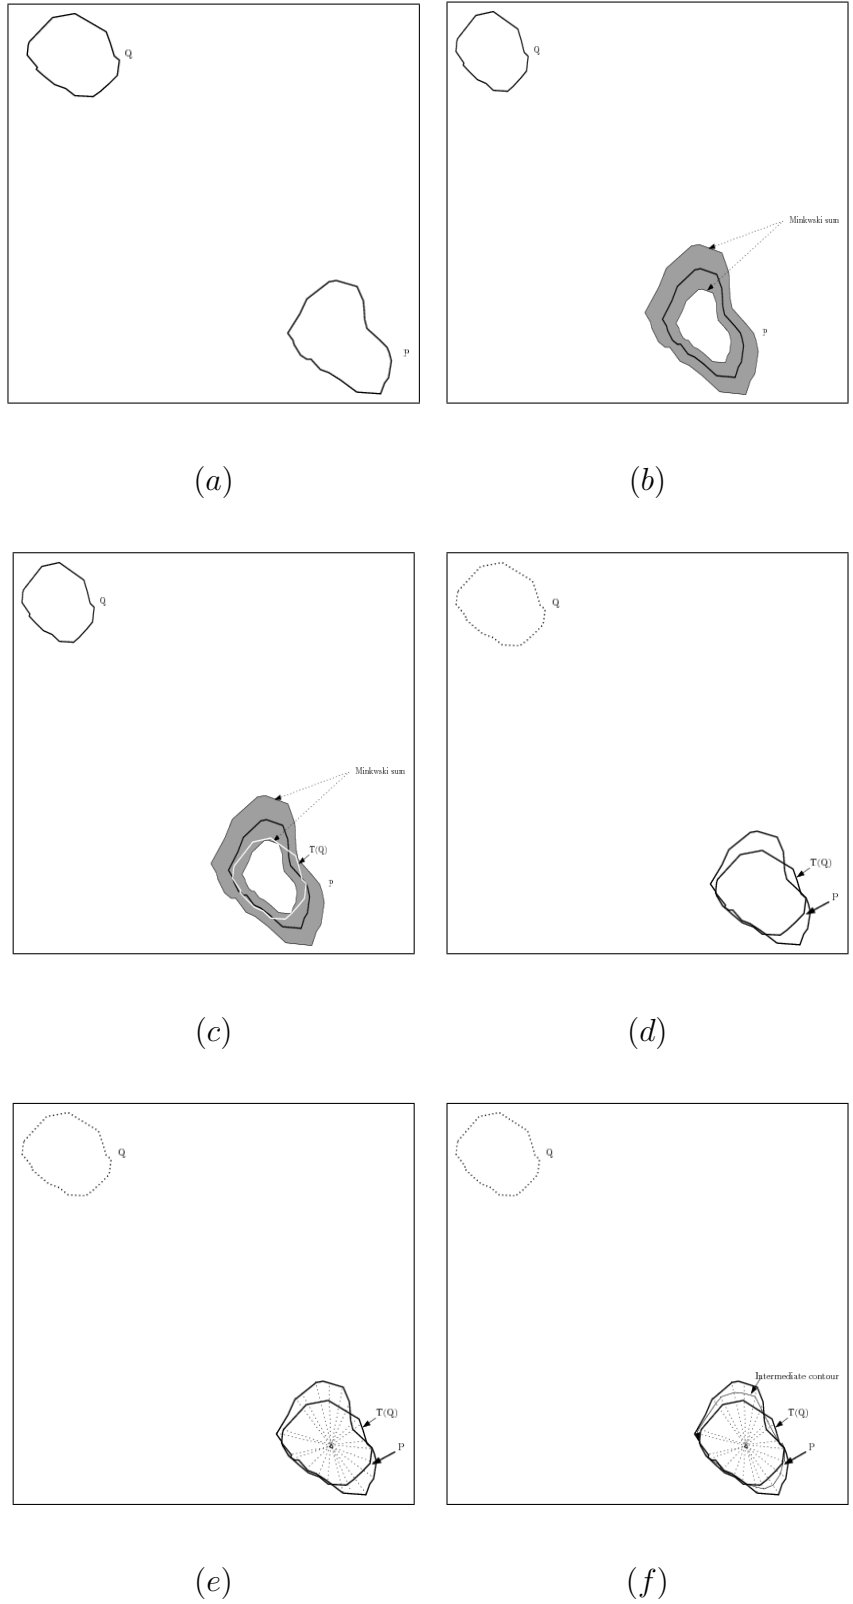 Q
P
(a)
Q
Minkwski sum
P
(b)
Q
Minkwski sum
T(Q)
P
(c)
Q
T(Q)
P
(d)
Q
T(Q)
P
(e)
Q
Intermediate contour
T(Q)
P
(f)